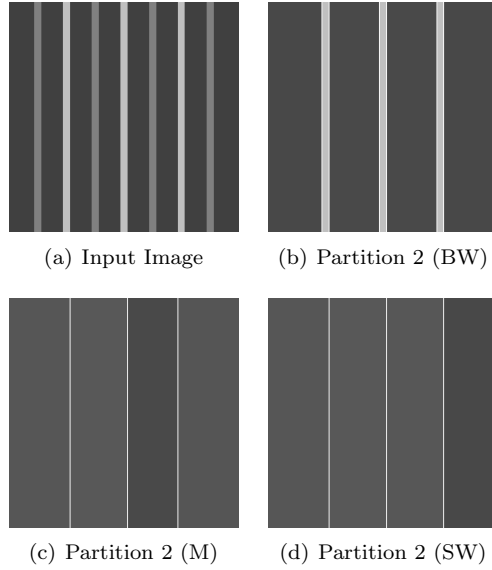 (a) Input Image
(b) Partition 2 (BW)
(c) Partition 2 (M)
(d) Partition 2 (SW)